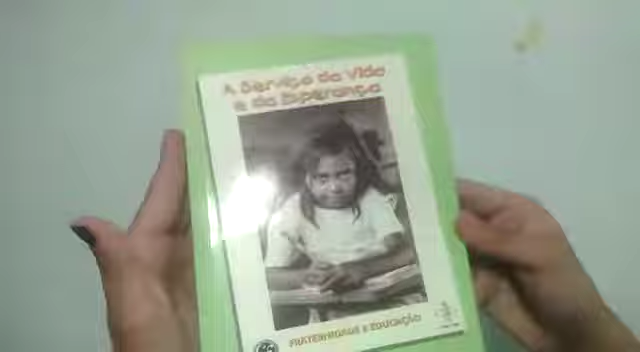 A Serviço da Vida
e da Esperança
FRATERNIDADE E EDUCAÇÃO